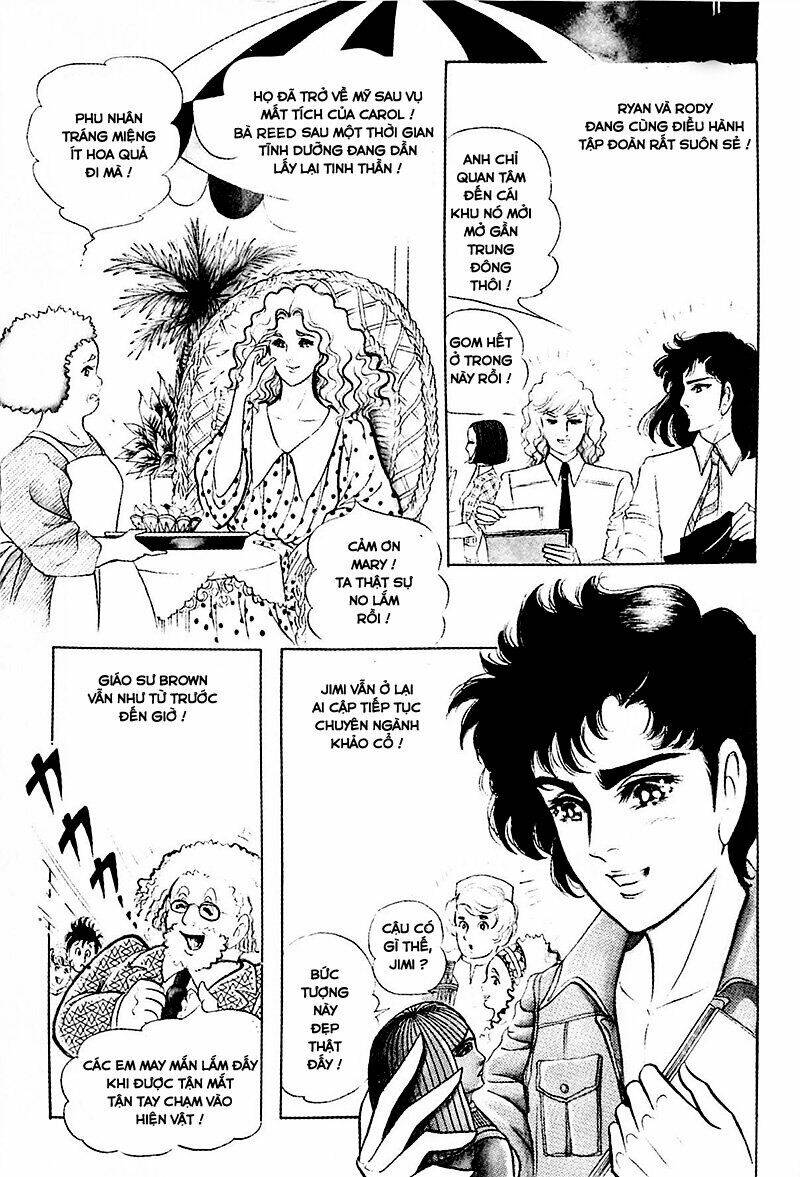 RYAN VÀ RODY
ĐANG CÙNG ĐIỀU HÀNH
TẬP ĐOÀN RẤT SUÔN SẺ !
ANH CHỈ
QUAN TÂM
ĐẾN CÁI
KHU NÓ MỞI
MỞ GẦN
TRUNG
ĐÔNG
THÔI !
GOM HẾT
Ở TRONG
NÀY RỒI !
HỌ ĐÃ TRỞ VỀ MỸ SAU VỤ
MẤT TÍCH CỦA CAROL !
BÀ REED SAU MỘT THỜI GIAN
TĨNH DƯỠNG ĐANG DẦN
LẤY LẠI TINH THẦN !
PHU NHÂN
TRÁNG MIỆNG
ÍT HOA QUẢ
ĐI MÀ !
CẢM ƠN
MARY !
TA THẬT SỰ
NO LẮM
RỒI !
GIÁO SƯ BROWN
VẪN NHƯ TỪ TRƯỚC
ĐẾN GIỜ !
カカカ
CÁC EM MAY MẮN LẮM ĐẤY
KHI ĐƯỢC TẬN MẮT
TẬN TAY CHẠM VÀO
HIỆN VẬT !
JIMI VẪN Ở LẠI
AI CẬP TIẾP TỤC
CHUYÊN NGÀNH
KHẢO CỔ !
CẬU CÓ
GÌ THẾ,
JIMI ?
BỨC
TƯỢNG
NÀY
ĐẸP
THẬT
ĐẤY !